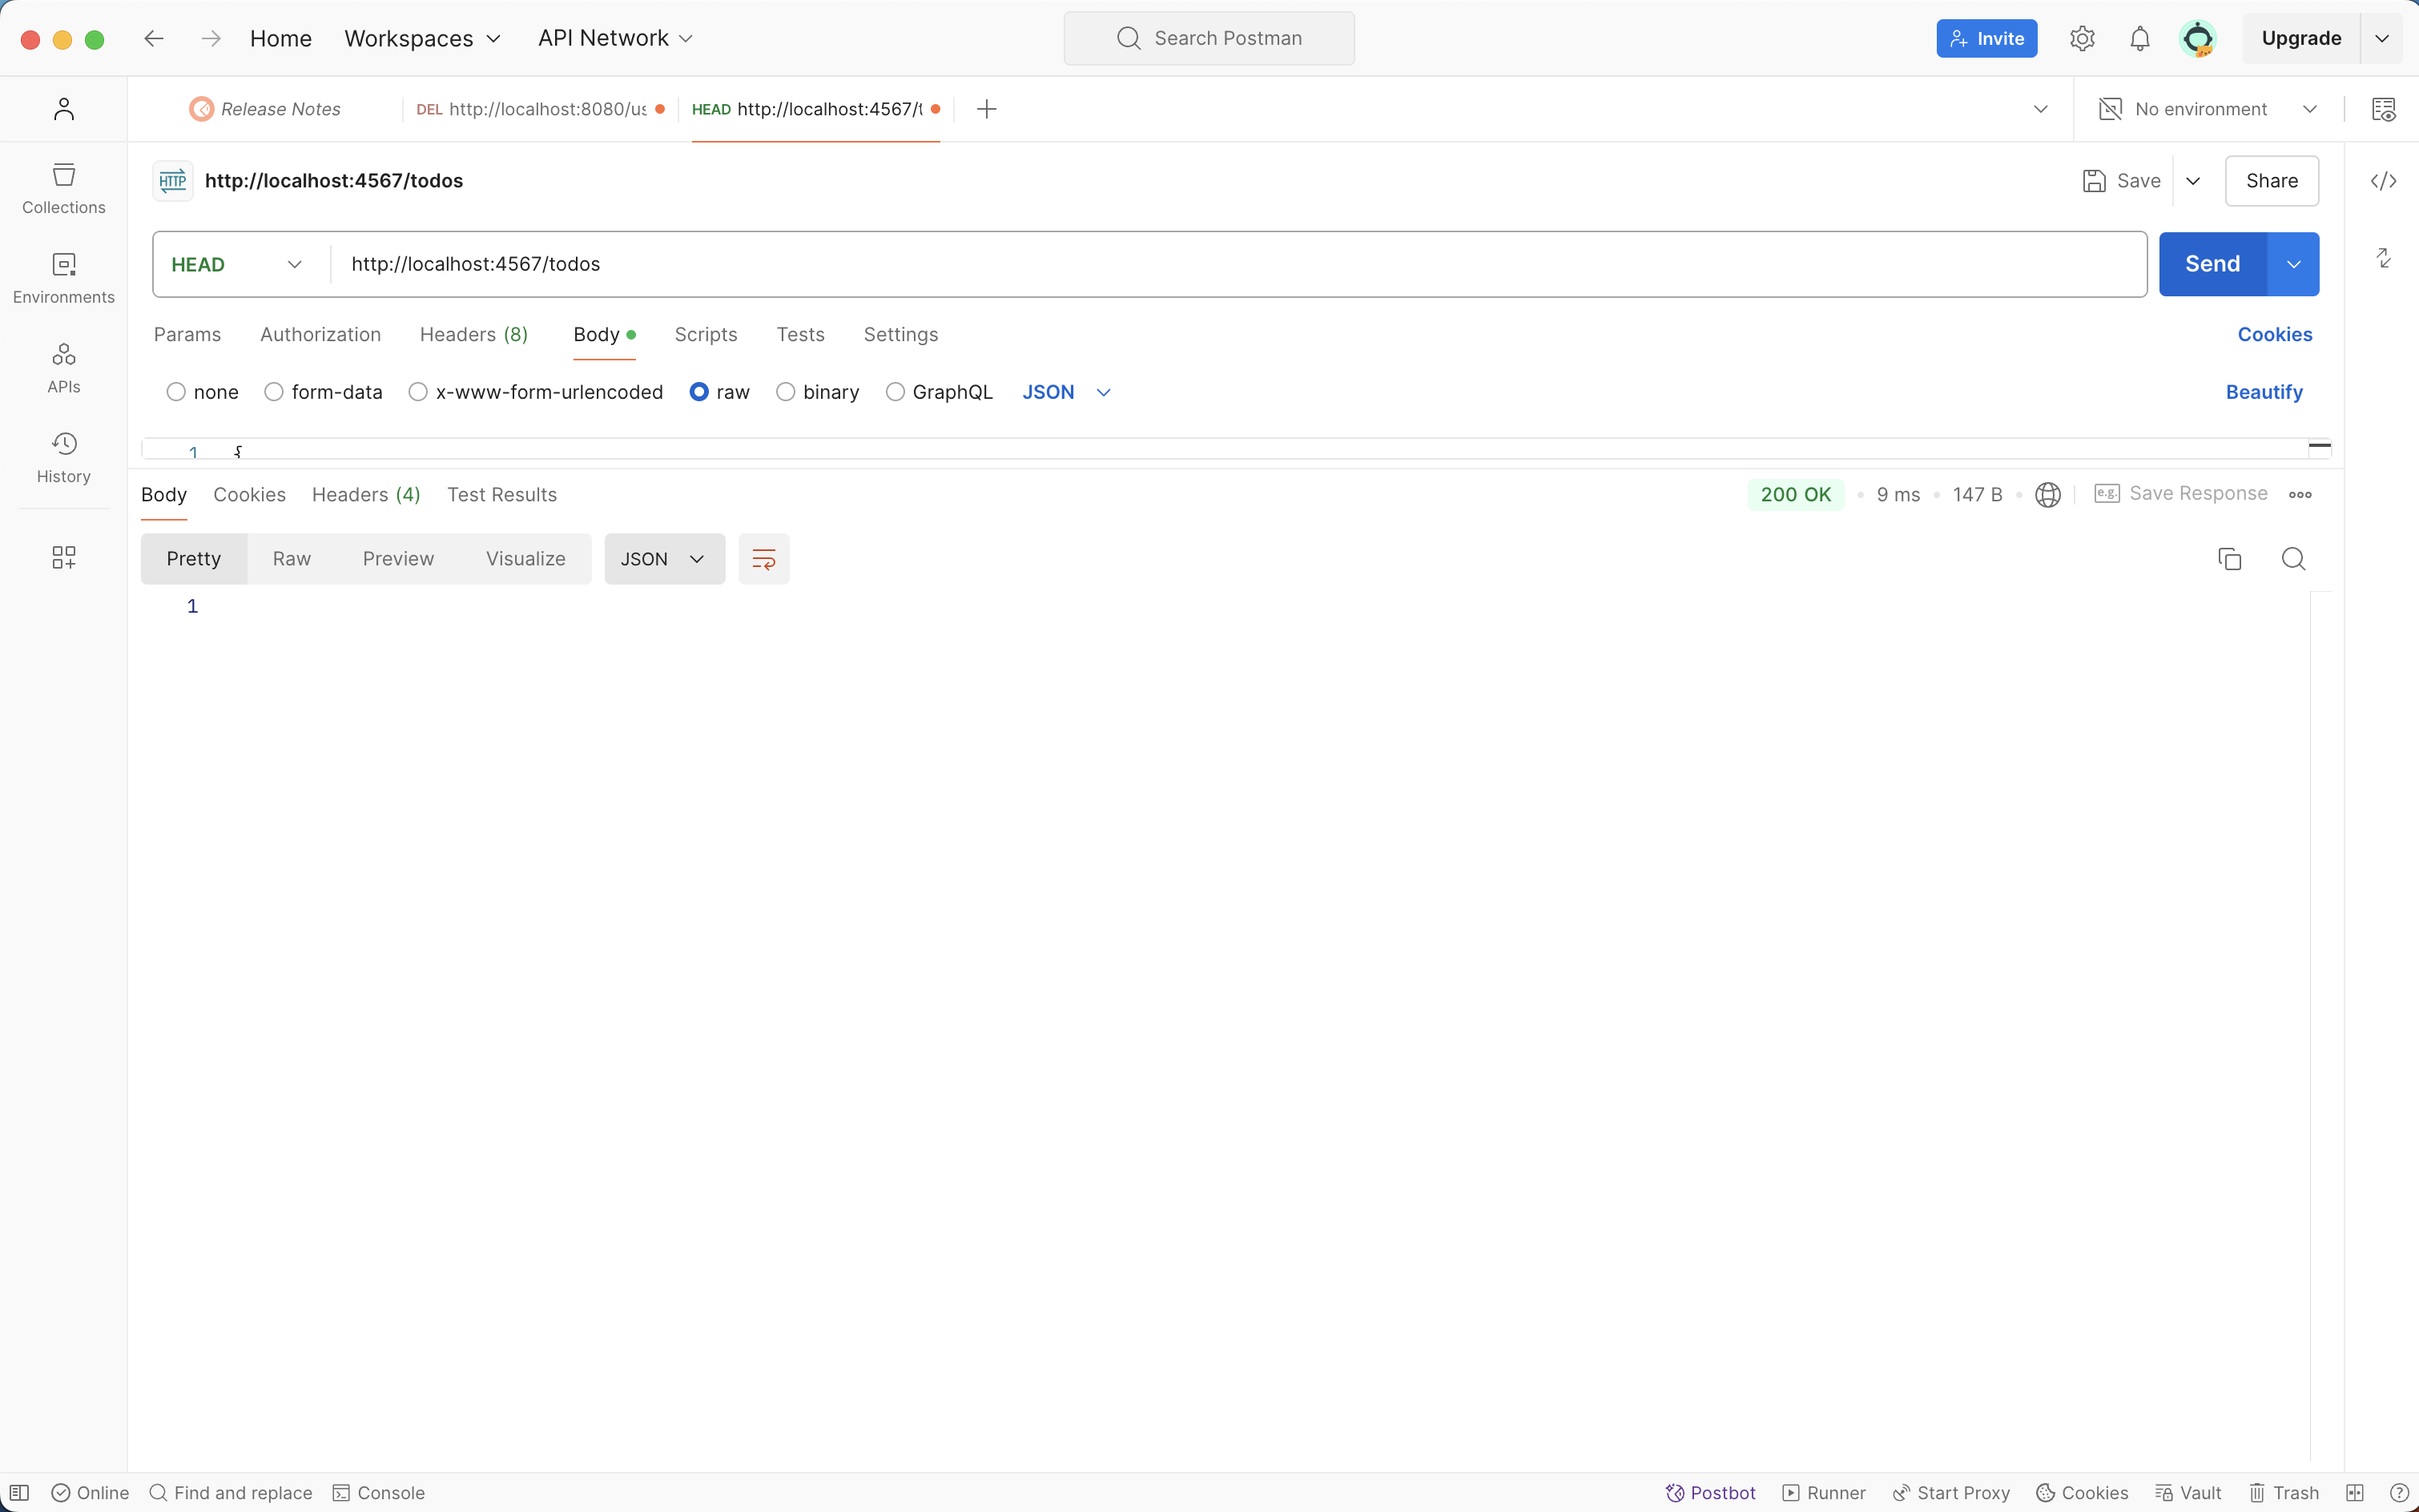 Home Workspaces API Network Search Postman Invite Upgrade
Release Notes DEL http://localhost:8080/us HEAD http://localhost:4567/t No environment
HTTP http://localhost:4567/todos Save Share
Collections
HEAD http://localhost:4567/todos Send
Environments
Params Authorization Headers (8) Body Scripts Tests Settings Cookies
APIs
none form-data x-www-form-urlencoded raw binary GraphQL JSON Beautify
1 {
History
Body Cookies Headers (4) Test Results 200 OK 9 ms 147 B e.g. Save Response
Pretty Raw Preview Visualize JSON
1
Online Find and replace Console Postbot Runner Start Proxy Cookies Vault Trash